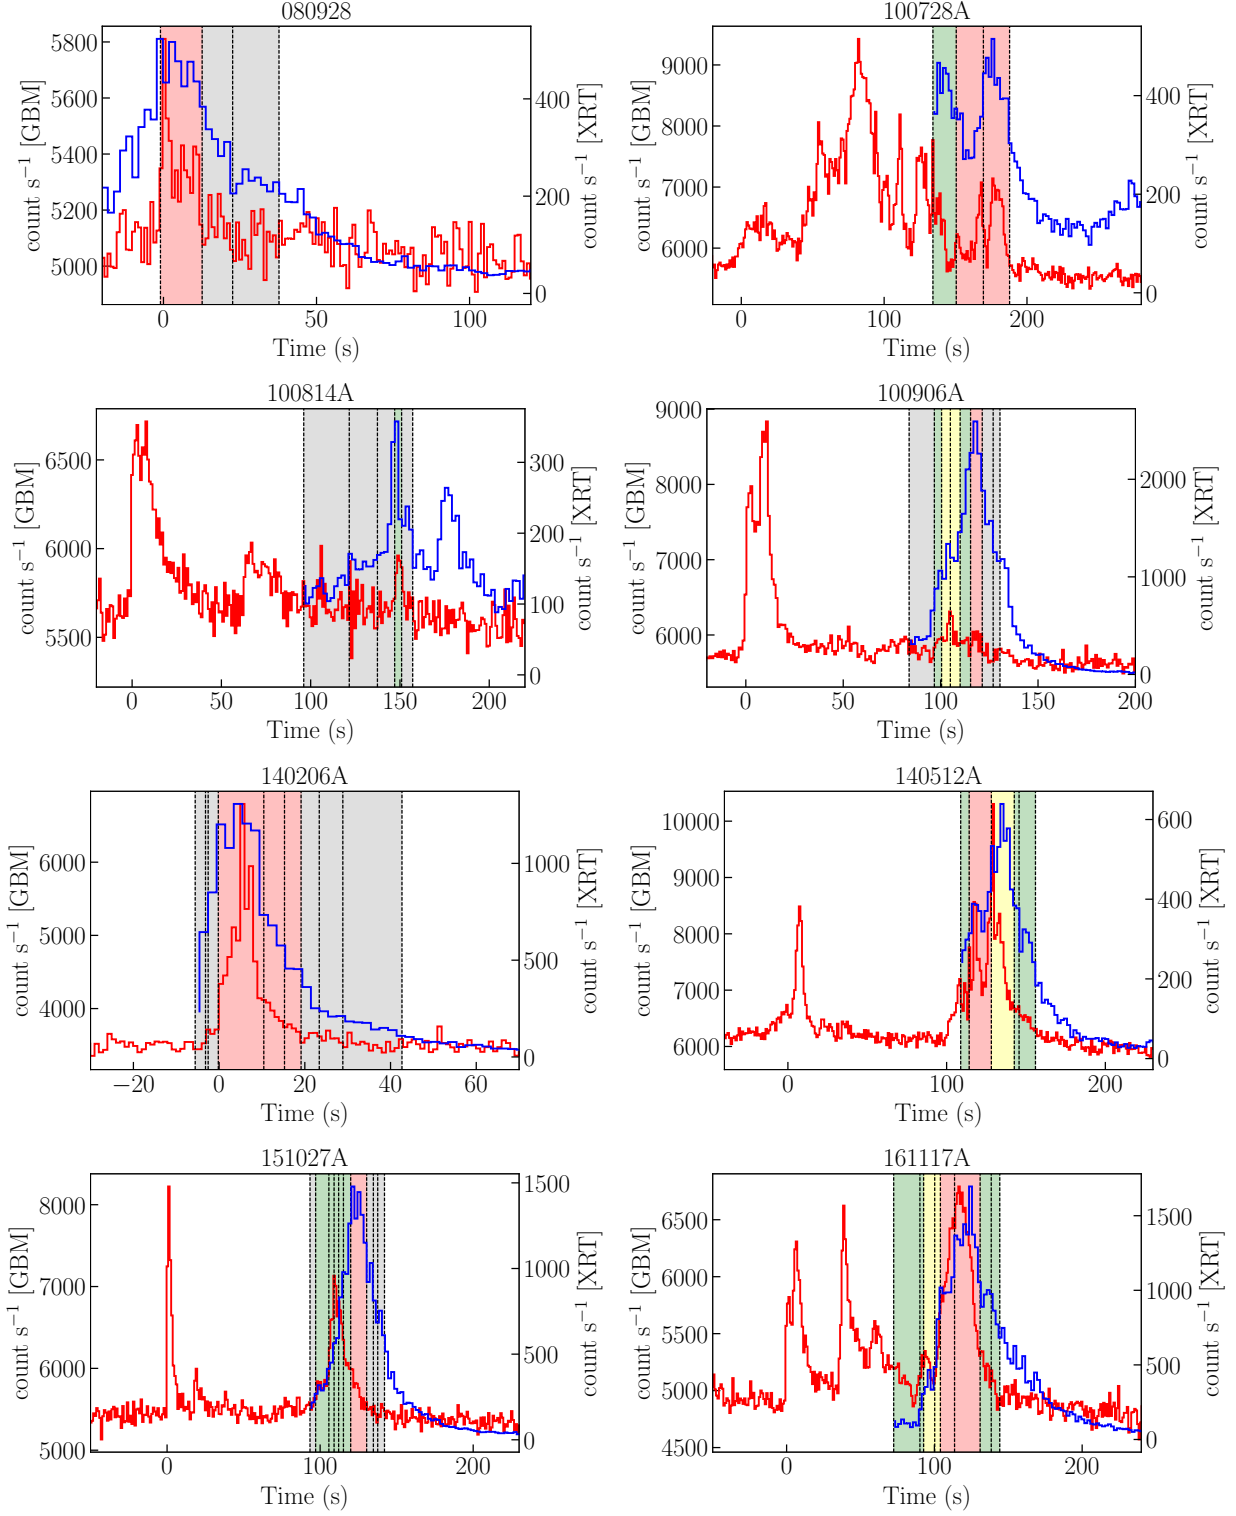 080928
count s⁻¹ [GBM]
5800
5600
5400
5200
5000
400
200
0
count s⁻¹ [XRT]
0 50 100
Time (s)
100728A
count s⁻¹ [GBM]
9000
8000
7000
6000
400
200
0
count s⁻¹ [XRT]
0 100 200
Time (s)
100814A
count s⁻¹ [GBM]
6500
6000
5500
300
200
100
0
count s⁻¹ [XRT]
0 50 100 150 200
Time (s)
100906A
count s⁻¹ [GBM]
9000
8000
7000
6000
2000
1000
0
count s⁻¹ [XRT]
0 50 100 150 200
Time (s)
140206A
count s⁻¹ [GBM]
6000
5000
4000
1000
500
0
count s⁻¹ [XRT]
−20 0 20 40 60
Time (s)
140512A
count s⁻¹ [GBM]
10000
9000
8000
7000
6000
600
400
200
0
count s⁻¹ [XRT]
0 100 200
Time (s)
151027A
count s⁻¹ [GBM]
8000
7000
6000
5000
1500
1000
500
0
count s⁻¹ [XRT]
0 100 200
Time (s)
161117A
count s⁻¹ [GBM]
6500
6000
5500
5000
4500
1500
1000
500
0
count s⁻¹ [XRT]
0 100 200
Time (s)